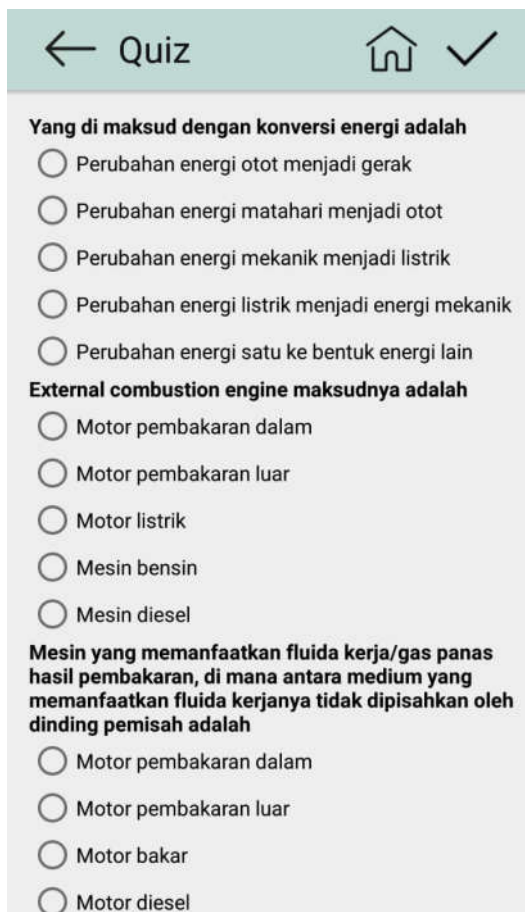 Quiz
Yang di maksud dengan konversi energi adalah
Perubahan energi otot menjadi gerak
Perubahan energi matahari menjadi otot
Perubahan energi mekanik menjadi listrik
Perubahan energi listrik menjadi energi mekanik
Perubahan energi satu ke bentuk energi lain
External combustion engine maksudnya adalah
Motor pembakaran dalam
Motor pembakaran luar
Motor listrik
Mesin bensin
Mesin diesel
Mesin yang memanfaatkan fluida kerja/gas panas
hasil pembakaran, di mana antara medium yang
memanfaatkan fluida kerjanya tidak dipisahkan oleh
dinding pemisah adalah
Motor pembakaran dalam
Motor pembakaran luar
Motor bakar
Motor diesel